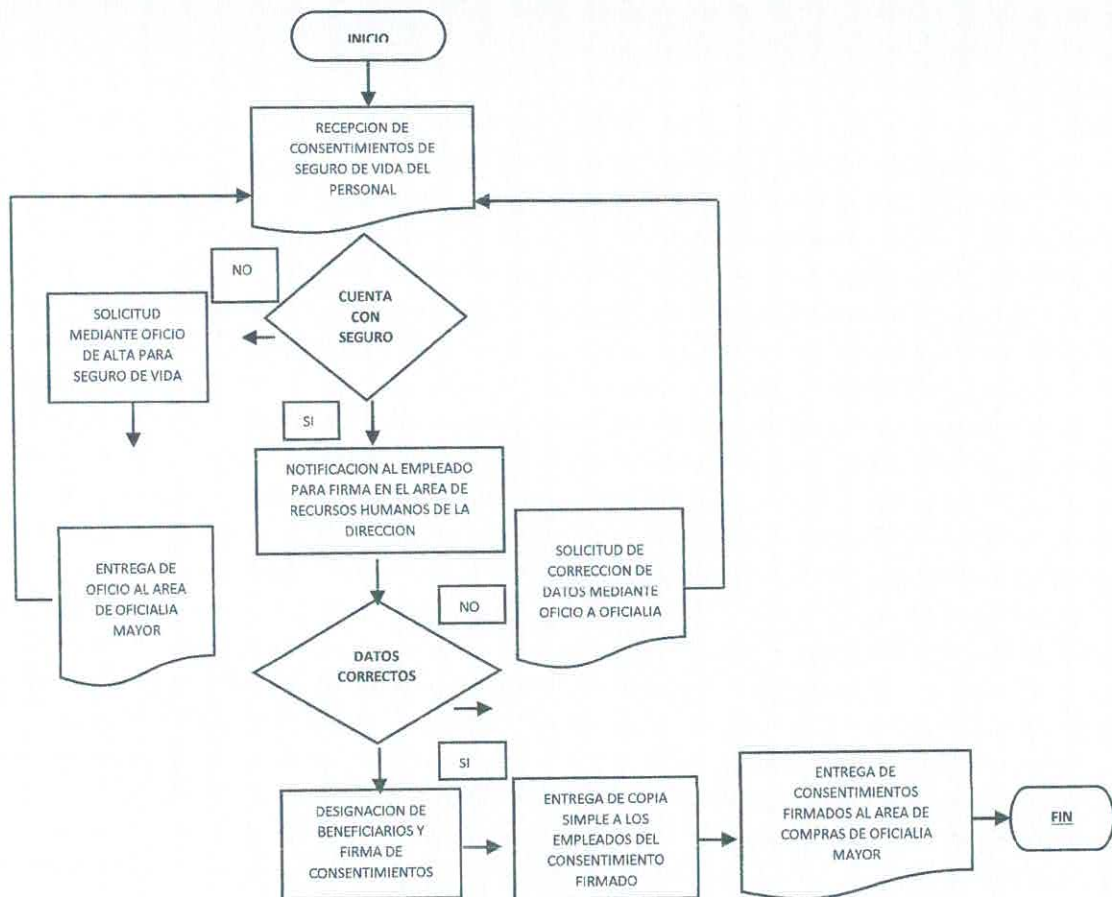 INICIO
RECEPCION DE
CONSENTIMIENTOS DE
SEGURO DE VIDA DEL
PERSONAL
NO
CUENTA
CON
SEGURO
SOLICITUD
MEDIANTE OFICIO
DE ALTA PARA
SEGURO DE VIDA
SI
NOTIFICACION AL EMPLEADO
PARA FIRMA EN EL AREA DE
RECURSOS HUMANOS DE LA
DIRECCION
ENTREGA DE
OFICIO AL AREA
DE OFICIALIA
MAYOR
SOLICITUD DE
CORRECCION DE
DATOS MEDIANTE
OFICIO A OFICIALIA
NO
DATOS
CORRECTOS
SI
DESIGNACION DE
BENEFICIARIOS Y
FIRMA DE
CONSENTIMIENTOS
ENTREGA DE COPIA
SIMPLE A LOS
EMPLEADOS DEL
CONSENTIMIENTO
FIRMADO
ENTREGA DE
CONSENTIMIENTOS
FIRMADOS AL AREA DE
COMPRAS DE OFICIALIA
MAYOR
FIN